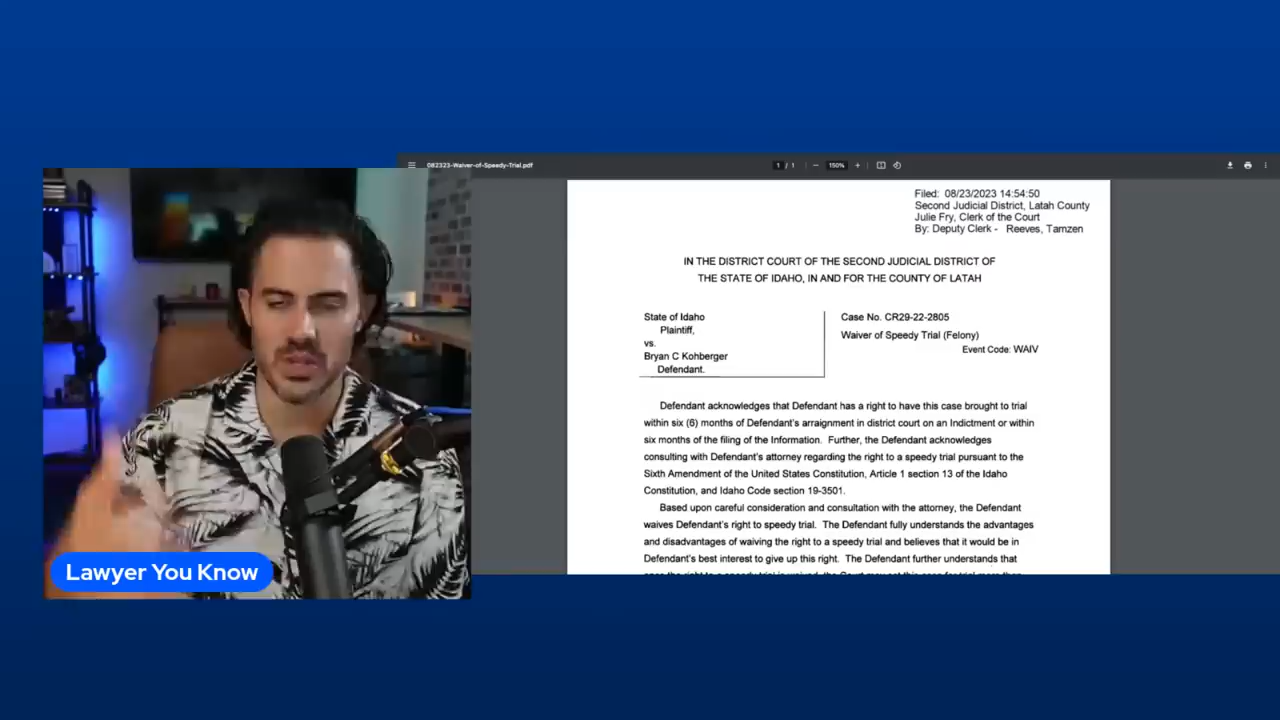 082323-Waiver-of-Speedy-Trial.pdf
1 / 1
150%
Filed: 08/23/2023 14:54:50
Second Judicial District, Latah County
Julie Fry, Clerk of the Court
By: Deputy Clerk - Reeves, Tamzen
IN THE DISTRICT COURT OF THE SECOND JUDICIAL DISTRICT OF
THE STATE OF IDAHO, IN AND FOR THE COUNTY OF LATAH
State of Idaho
Plaintiff,
vs.
Bryan C Kohberger
Defendant.
Case No. CR29-22-2805
Waiver of Speedy Trial (Felony)
Event Code: WAIV
Defendant acknowledges that Defendant has a right to have this case brought to trial
within six (6) months of Defendant's arraignment in district court on an Indictment or within
six months of the filing of the Information. Further, the Defendant acknowledges
consulting with Defendant's attorney regarding the right to a speedy trial pursuant to the
Sixth Amendment of the United States Constitution, Article 1 section 13 of the Idaho
Constitution, and Idaho Code section 19-3501.
Based upon careful consideration and consultation with the attorney, the Defendant
waives Defendant's right to speedy trial. The Defendant fully understands the advantages
and disadvantages of waiving the right to a speedy trial and believes that it would be in
Defendant's best interest to give up this right. The Defendant further understands that
Lawyer You Know